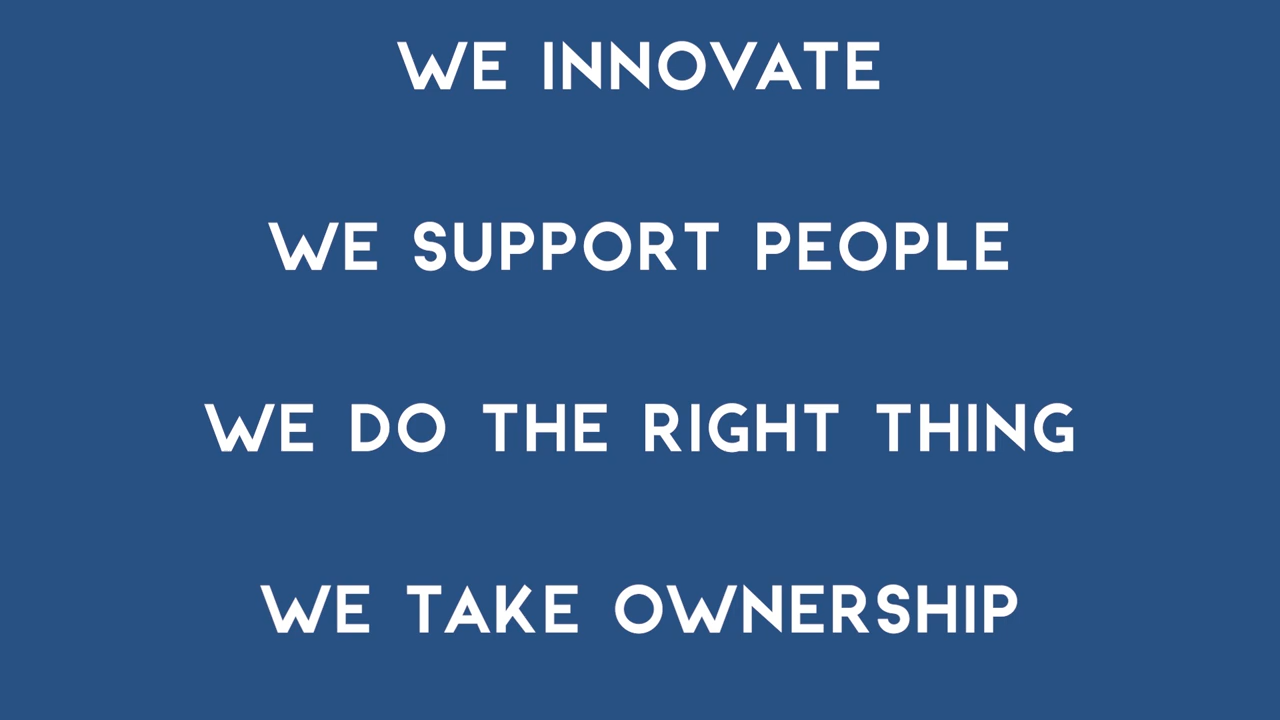 WE INNOVATE
WE SUPPORT PEOPLE
WE DO THE RIGHT THING
WE TAKE OWNERSHIP